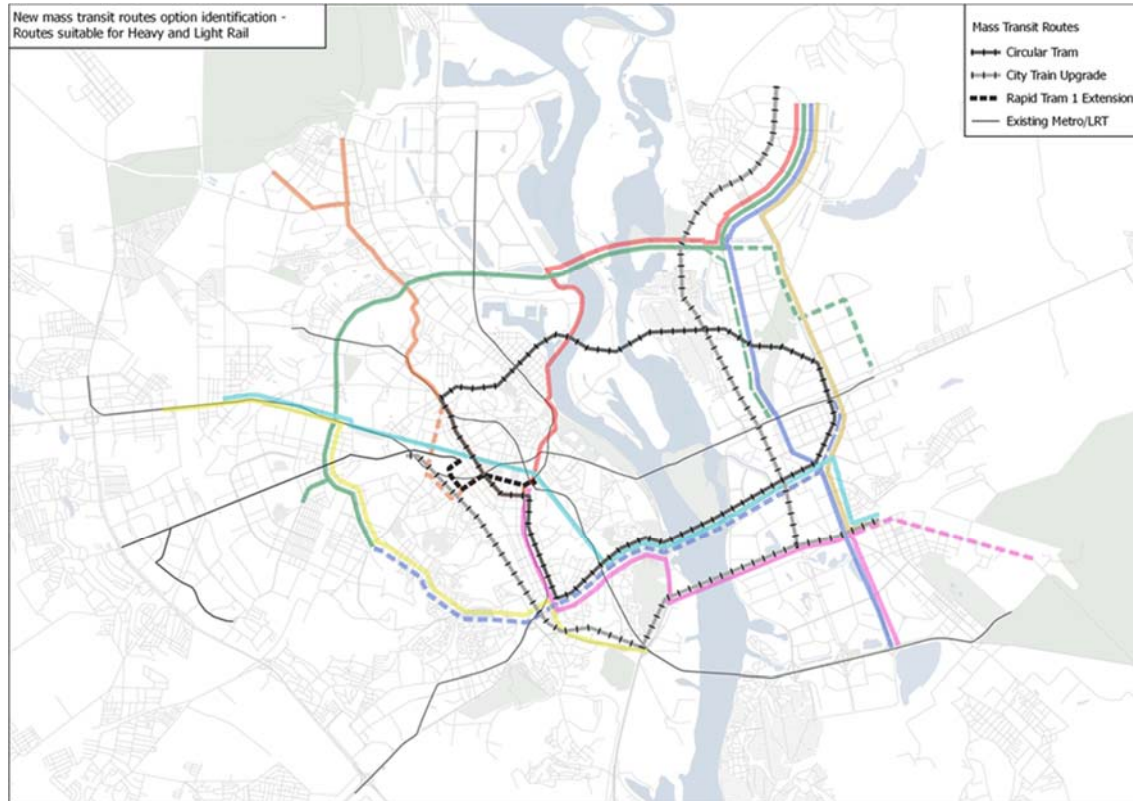 New mass transit routes option identification -
Routes suitable for Heavy and Light Rail
Mass Transit Routes
Circular Tram
City Train Upgrade
Rapid Tram 1 Extension
Existing Metro/LRT